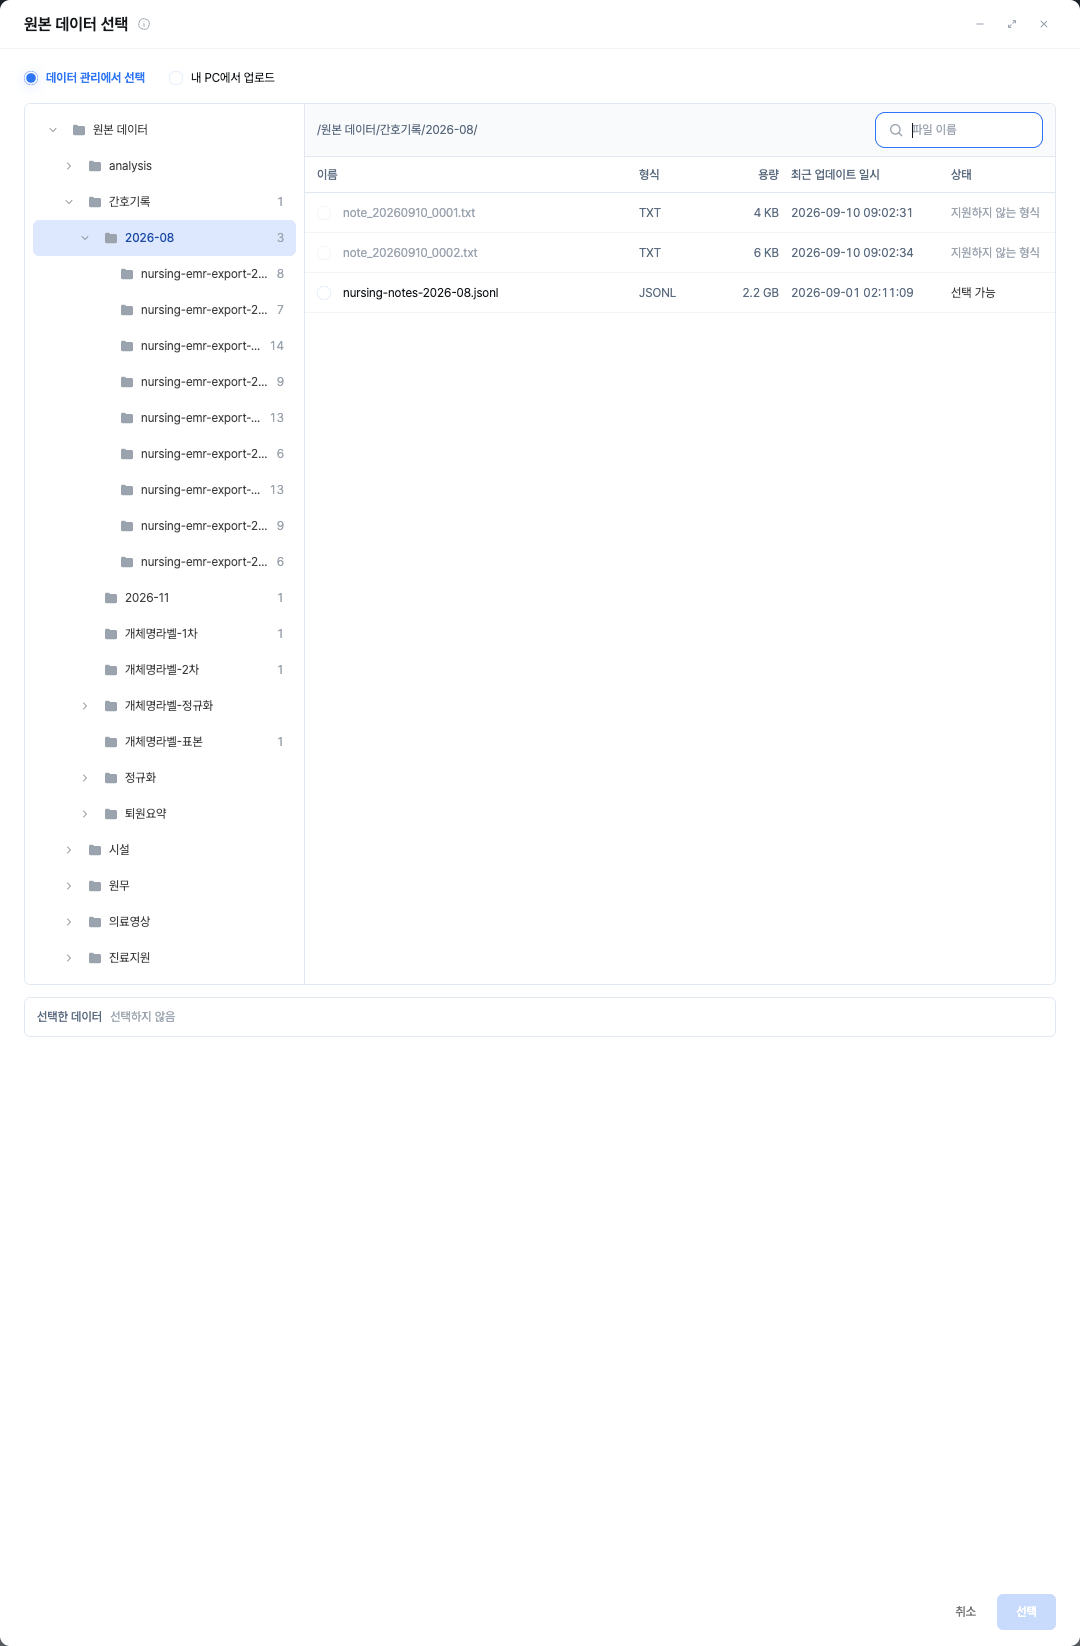 원본 데이터 선택
데이터 관리에서 선택 내 PC에서 업로드
원본 데이터
analysis
간호기록 1
2026-08 3
nursing-emr-export-2... 8
nursing-emr-export-2... 7
nursing-emr-export-... 14
nursing-emr-export-2... 9
nursing-emr-export-... 13
nursing-emr-export-2... 6
nursing-emr-export-... 13
nursing-emr-export-2... 9
nursing-emr-export-2... 6
2026-11 1
개체명라벨-1차 1
개체명라벨-2차 1
개체명라벨-정규화
개체명라벨-표본 1
정규화
퇴원요약
시설
원무
의료영상
진료지원
/원본 데이터/간호기록/2026-08/ 파일 이름
이름 형식 용량 최근 업데이트 일시 상태
note_20260910_0001.txt TXT 4 KB 2026-09-10 09:02:31 지원하지 않는 형식
note_20260910_0002.txt TXT 6 KB 2026-09-10 09:02:34 지원하지 않는 형식
nursing-notes-2026-08.jsonl JSONL 2.2 GB 2026-09-01 02:11:09 선택 가능
선택한 데이터 선택하지 않음
취소 선택